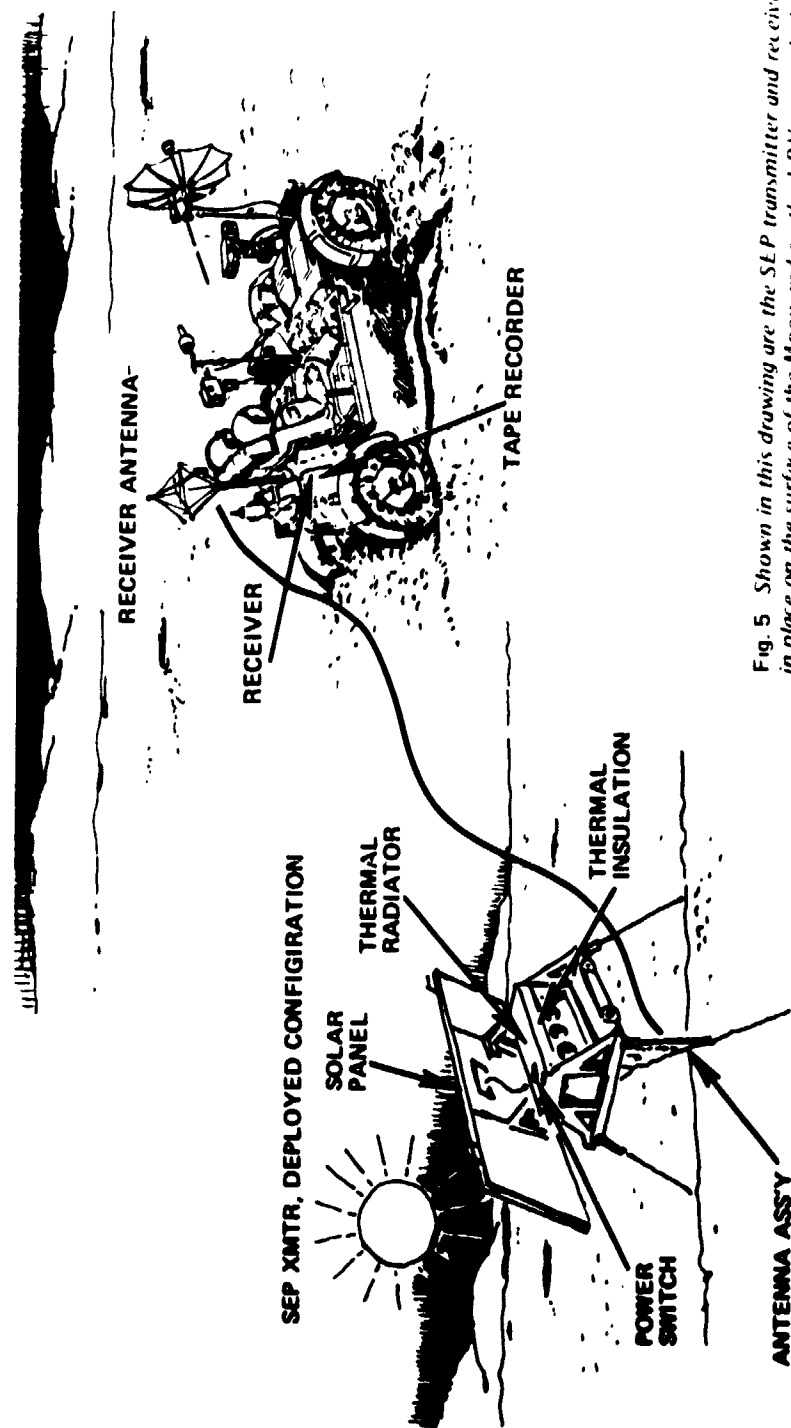 RECEIVER ANTENNA-
RECEIVER
TAPE RECORDER
SEP XMTR, DEPLOYED CONFIGIRATION
SOLAR
PANEL
THERMAL
RADIATOR
THERMAL
INSULATION
POWER
SWITCH
ANTENNA ASS'Y
Fig. 5 Shown in this drawing are the SEP transmitter and
in place on the surface of the Moon